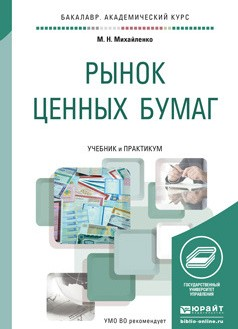 БАКАЛАВР. АКАДЕМИЧЕСКИЙ КУРС
М. Н. Михайленко
РЫНОК
ЦЕННЫХ БУМАГ
УЧЕБНИК и ПРАКТИКУМ
ГОСУДАРСТВЕННЫЙ
УНИВЕРСИТЕТ
УПРАВЛЕНИЯ
УМО ВО рекомендует
ЮРАЙТ
biblio-online.ru